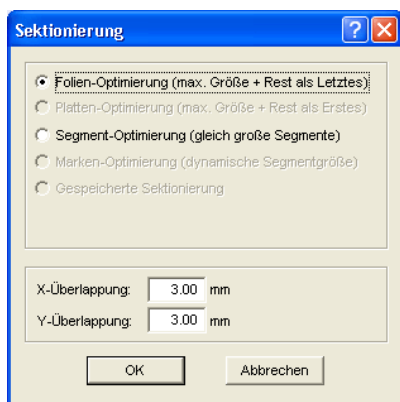 Sektionierung
Folien-Optimierung (max. Größe + Rest als Letztes)
Platten-Optimierung (max. Größe + Rest als Erstes)
Segment-Optimierung (gleich große Segmente)
Marken-Optimierung (dynamische Segmentgröße)
Gespeicherte Sektionierung
X-Überlappung: 3.00 mm
Y-Überlappung: 3.00 mm
OK Abbrechen